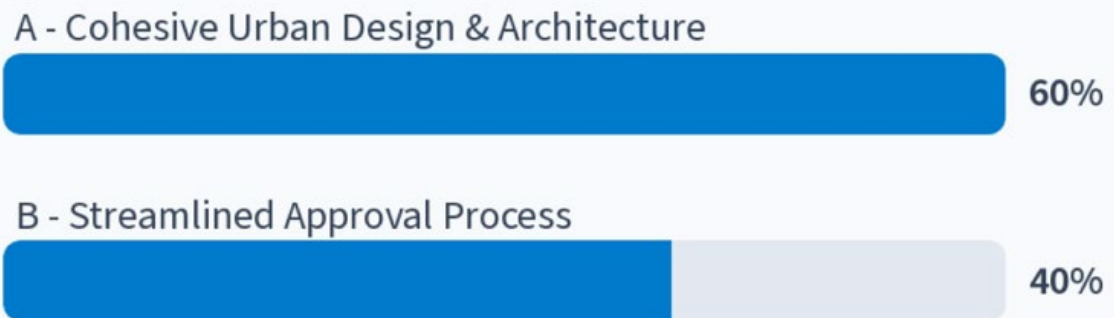 A - Cohesive Urban Design & Architecture
60%
B - Streamlined Approval Process
40%